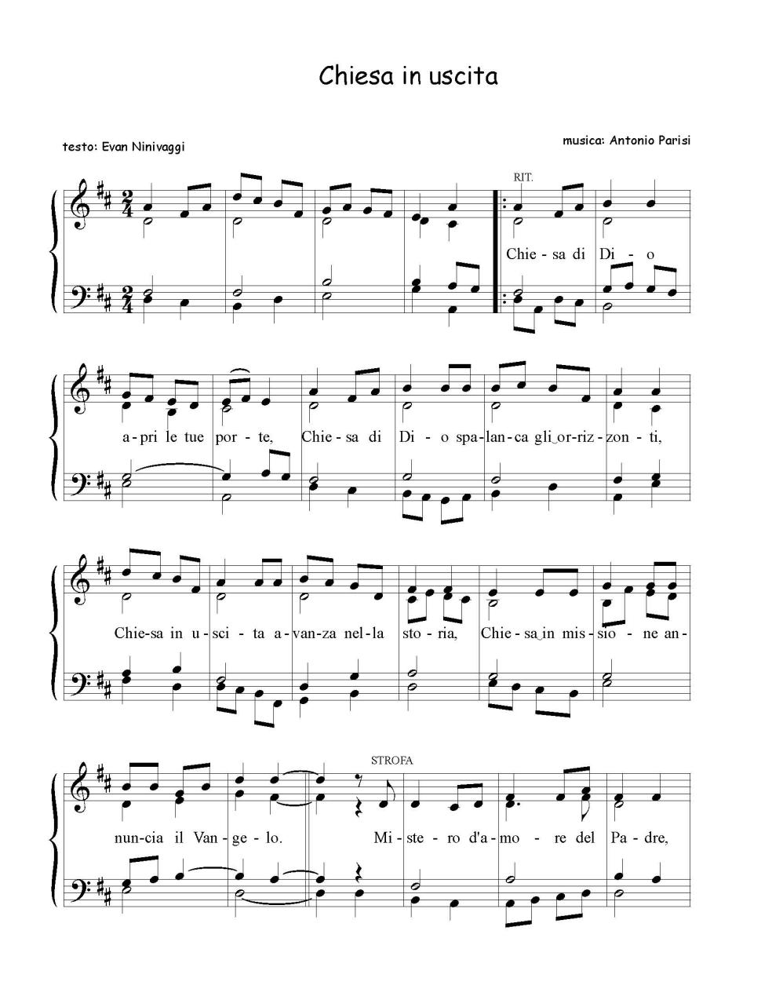 Chiesa in uscita
testo: Evan Ninivaggi
musica: Antonio Parisi
RIT.
Chie - sa di Di - o
a - pri le tue por - te, Chie - sa di Di - o spa - lan - ca gli or - riz - zon - ti,
Chie - sa in u - sci - ta a - van - za nel - la sto - ria, Chie - sa in mis - sio - ne an -
STROFA
nun - cia il Van - ge - lo. Mi - ste - ro d'a - mo - re del Pa - dre,